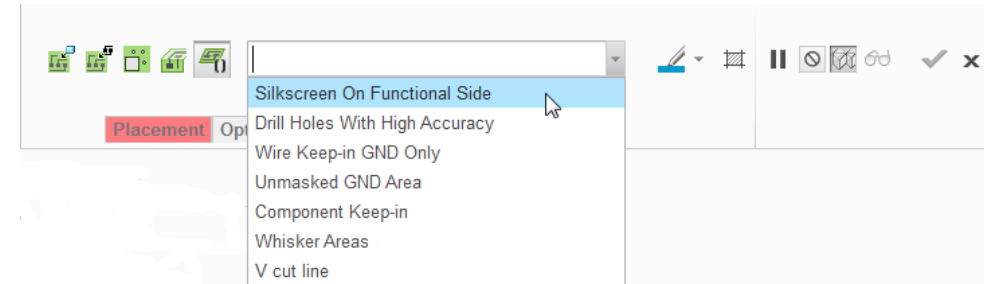 Silkscreen On Functional Side
Placement Opt
Drill Holes With High Accuracy
Wire Keep-in GND Only
Unmasked GND Area
Component Keep-in
Whisker Areas
V cut line